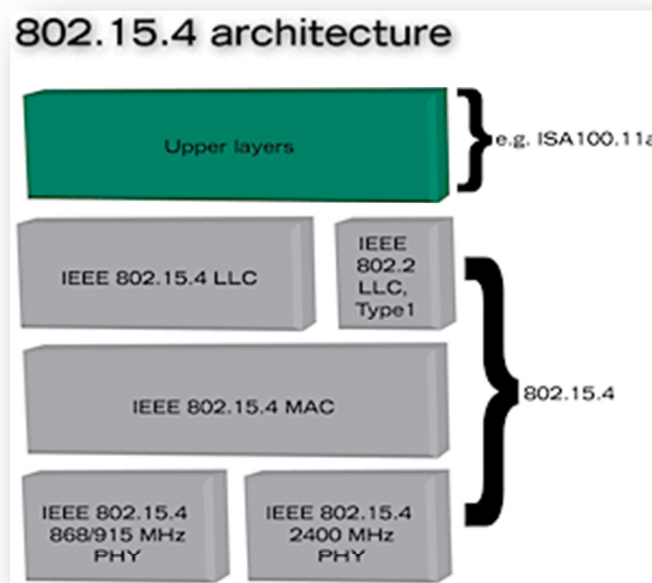 802.15.4 architecture
Upper layers
e.g. ISA100.11a
IEEE 802.15.4 LLC
IEEE
802.2
LLC,
Type1
IEEE 802.15.4 MAC
802.15.4
IEEE 802.15.4
868/915 MHz
PHY
IEEE 802.15.4
2400 MHz
PHY